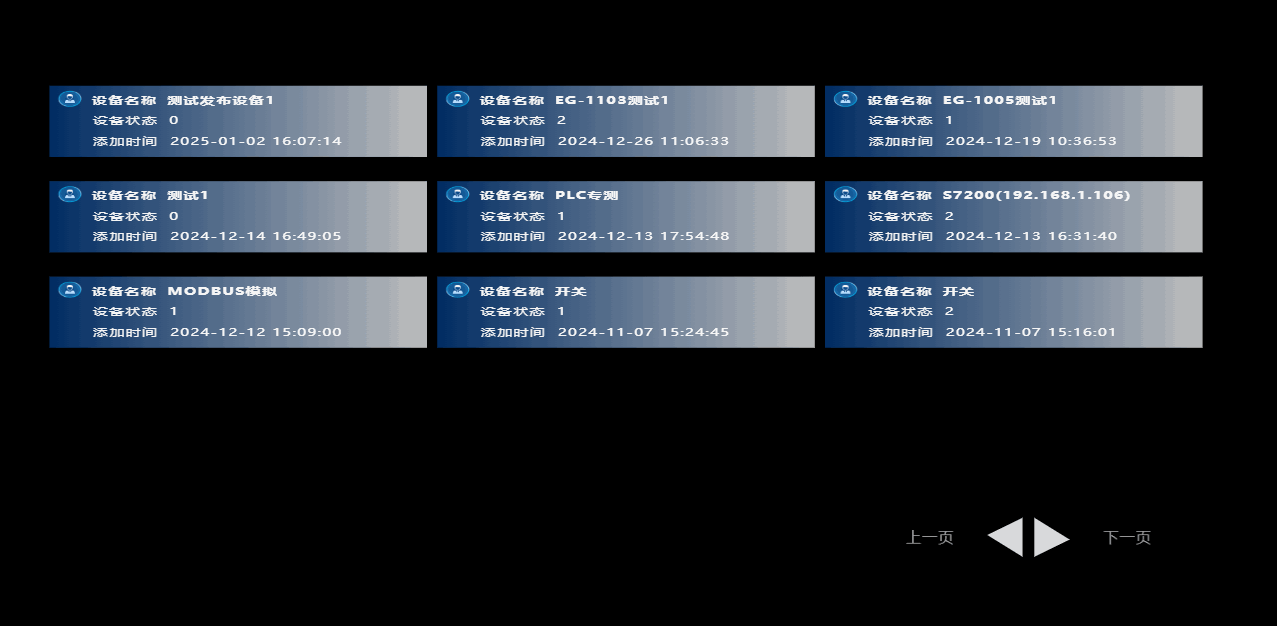 设备名称 测试发布设备1
设备状态 0
添加时间 2025-01-02 16:07:14
设备名称 EG-1103测试1
设备状态 2
添加时间 2024-12-26 11:06:33
设备名称 EG-1005测试1
设备状态 1
添加时间 2024-12-19 10:36:53
设备名称 测试1
设备状态 0
添加时间 2024-12-14 16:49:05
设备名称 PLC专测
设备状态 1
添加时间 2024-12-13 17:54:48
设备名称 S7200(192.168.1.106)
设备状态 2
添加时间 2024-12-13 16:31:40
设备名称 MODBUS模拟
设备状态 1
添加时间 2024-12-12 15:09:00
设备名称 开关
设备状态 1
添加时间 2024-11-07 15:24:45
设备名称 开关
设备状态 2
添加时间 2024-11-07 15:16:01
上一页 下一页